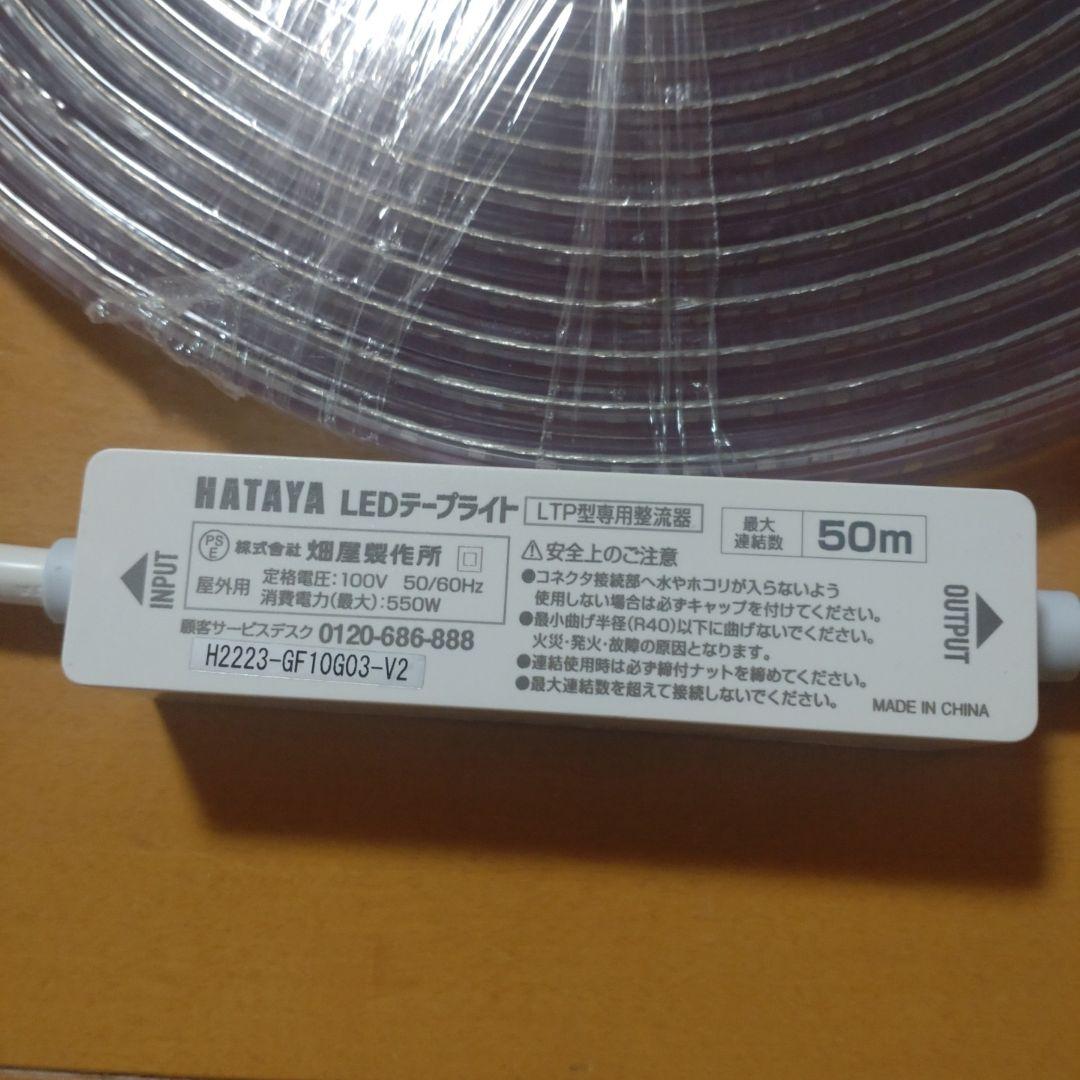 HATAYA LEDテープライト LTP型専用整流器
最大連結数 50m
PSE 株式会社 畑屋製作所
屋外用 定格電圧:100V 50/60Hz
消費電力(最大):550W
顧客サービスデスク 0120-686-888
H2223-GF10G03-V2
⚠安全上のご注意
●コネクタ接続部へ水やホコリが入らないよう
使用しない場合は必ずキャップを付けてください。
●最小曲げ半径(R40)以下に曲げないでください。
火災・発火・故障の原因となります。
●連結使用時は必ず締付ナットを締めてください。
●最大連結数を超えて接続しないでください。
MADE IN CHINA
INPUT
OUTPUT